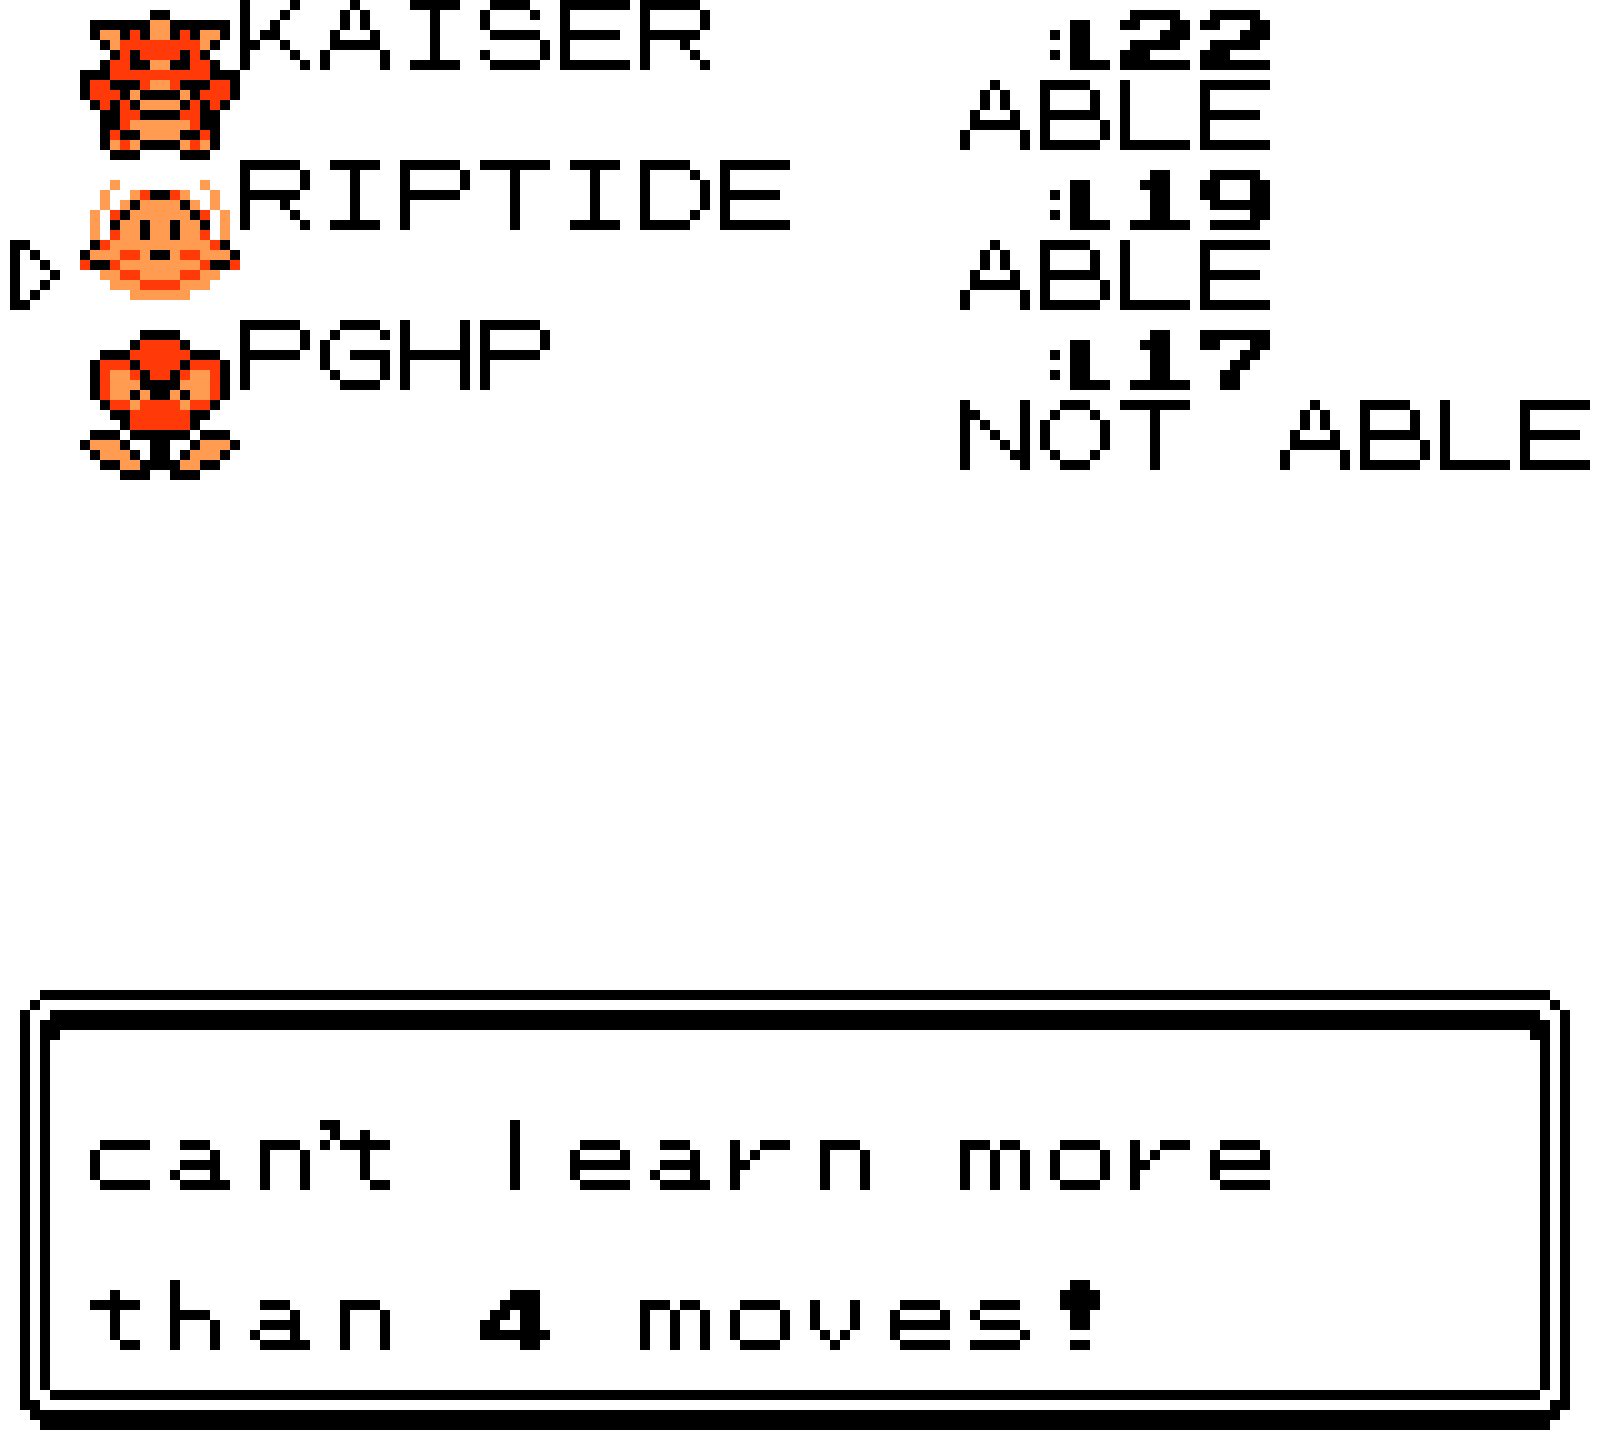 KAISER :L22
ABLE
RIPTIDE :L19
ABLE
PGHP :L17
NOT ABLE
can't learn more
than 4 moves!